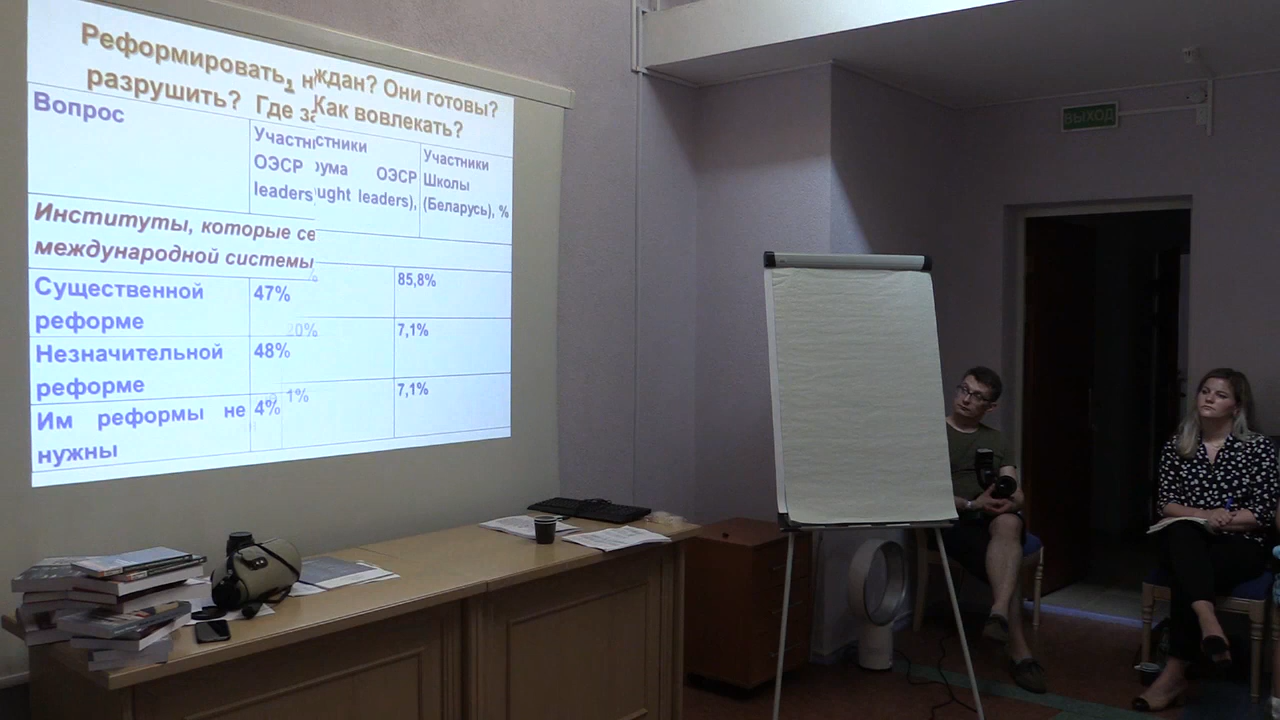 Реформировать, н ждан? Они готовы?
разрушить? Где за Как вовлекать?
Вопрос
Участни стники Участники
ОЭСР ума ОЭСР Школы
leaders ught leaders), (Беларусь), %
Институты, которые се
международной системы
Существенной 47% 85,8%
реформе
Незначительной 48% 20% 7,1%
реформе
Им реформы не 4% 1% 7,1%
нужны
ВЫХОД